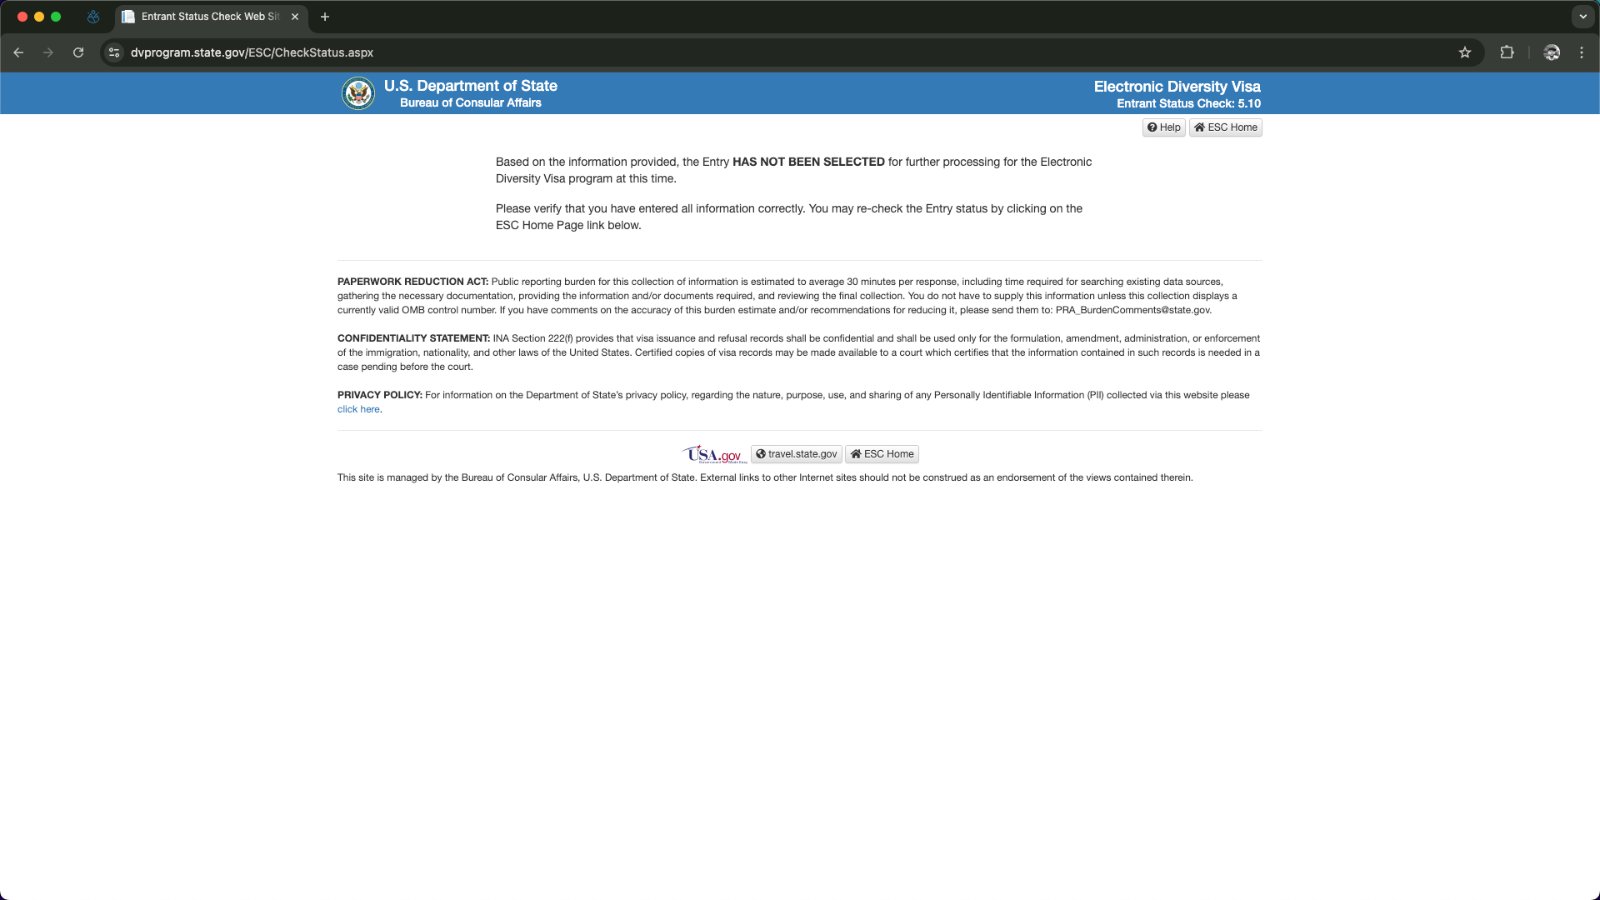 Entrant Status Check Web Sit
dvprogram.state.gov/ESC/CheckStatus.aspx
U.S. Department of State
Bureau of Consular Affairs
Electronic Diversity Visa
Entrant Status Check: 5.10
Help
ESC Home
Based on the information provided, the Entry HAS NOT BEEN SELECTED for further processing for the Electronic
Diversity Visa program at this time.
Please verify that you have entered all information correctly. You may re-check the Entry status by clicking on the
ESC Home Page link below.
PAPERWORK REDUCTION ACT: Public reporting burden for this collection of information is estimated to average 30 minutes per response, including time required for searching existing data sources,
gathering the necessary documentation, providing the information and/or documents required, and reviewing the final collection. You do not have to supply this information unless this collection displays a
currently valid OMB control number. If you have comments on the accuracy of this burden estimate and/or recommendations for reducing it, please send them to: PRA_BurdenComments@state.gov.
CONFIDENTIALITY STATEMENT: INA Section 222(f) provides that visa issuance and refusal records shall be confidential and shall be used only for the formulation, amendment, administration, or enforcement
of the immigration, nationality, and other laws of the United States. Certified copies of visa records may be made available to a court which certifies that the information contained in such records is needed in a
case pending before the court.
PRIVACY POLICY: For information on the Department of State’s privacy policy, regarding the nature, purpose, use, and sharing of any Personally Identifiable Information (PII) collected via this website please
click here.
USA.gov
travel.state.gov
ESC Home
This site is managed by the Bureau of Consular Affairs, U.S. Department of State. External links to other Internet sites should not be construed as an endorsement of the views contained therein.